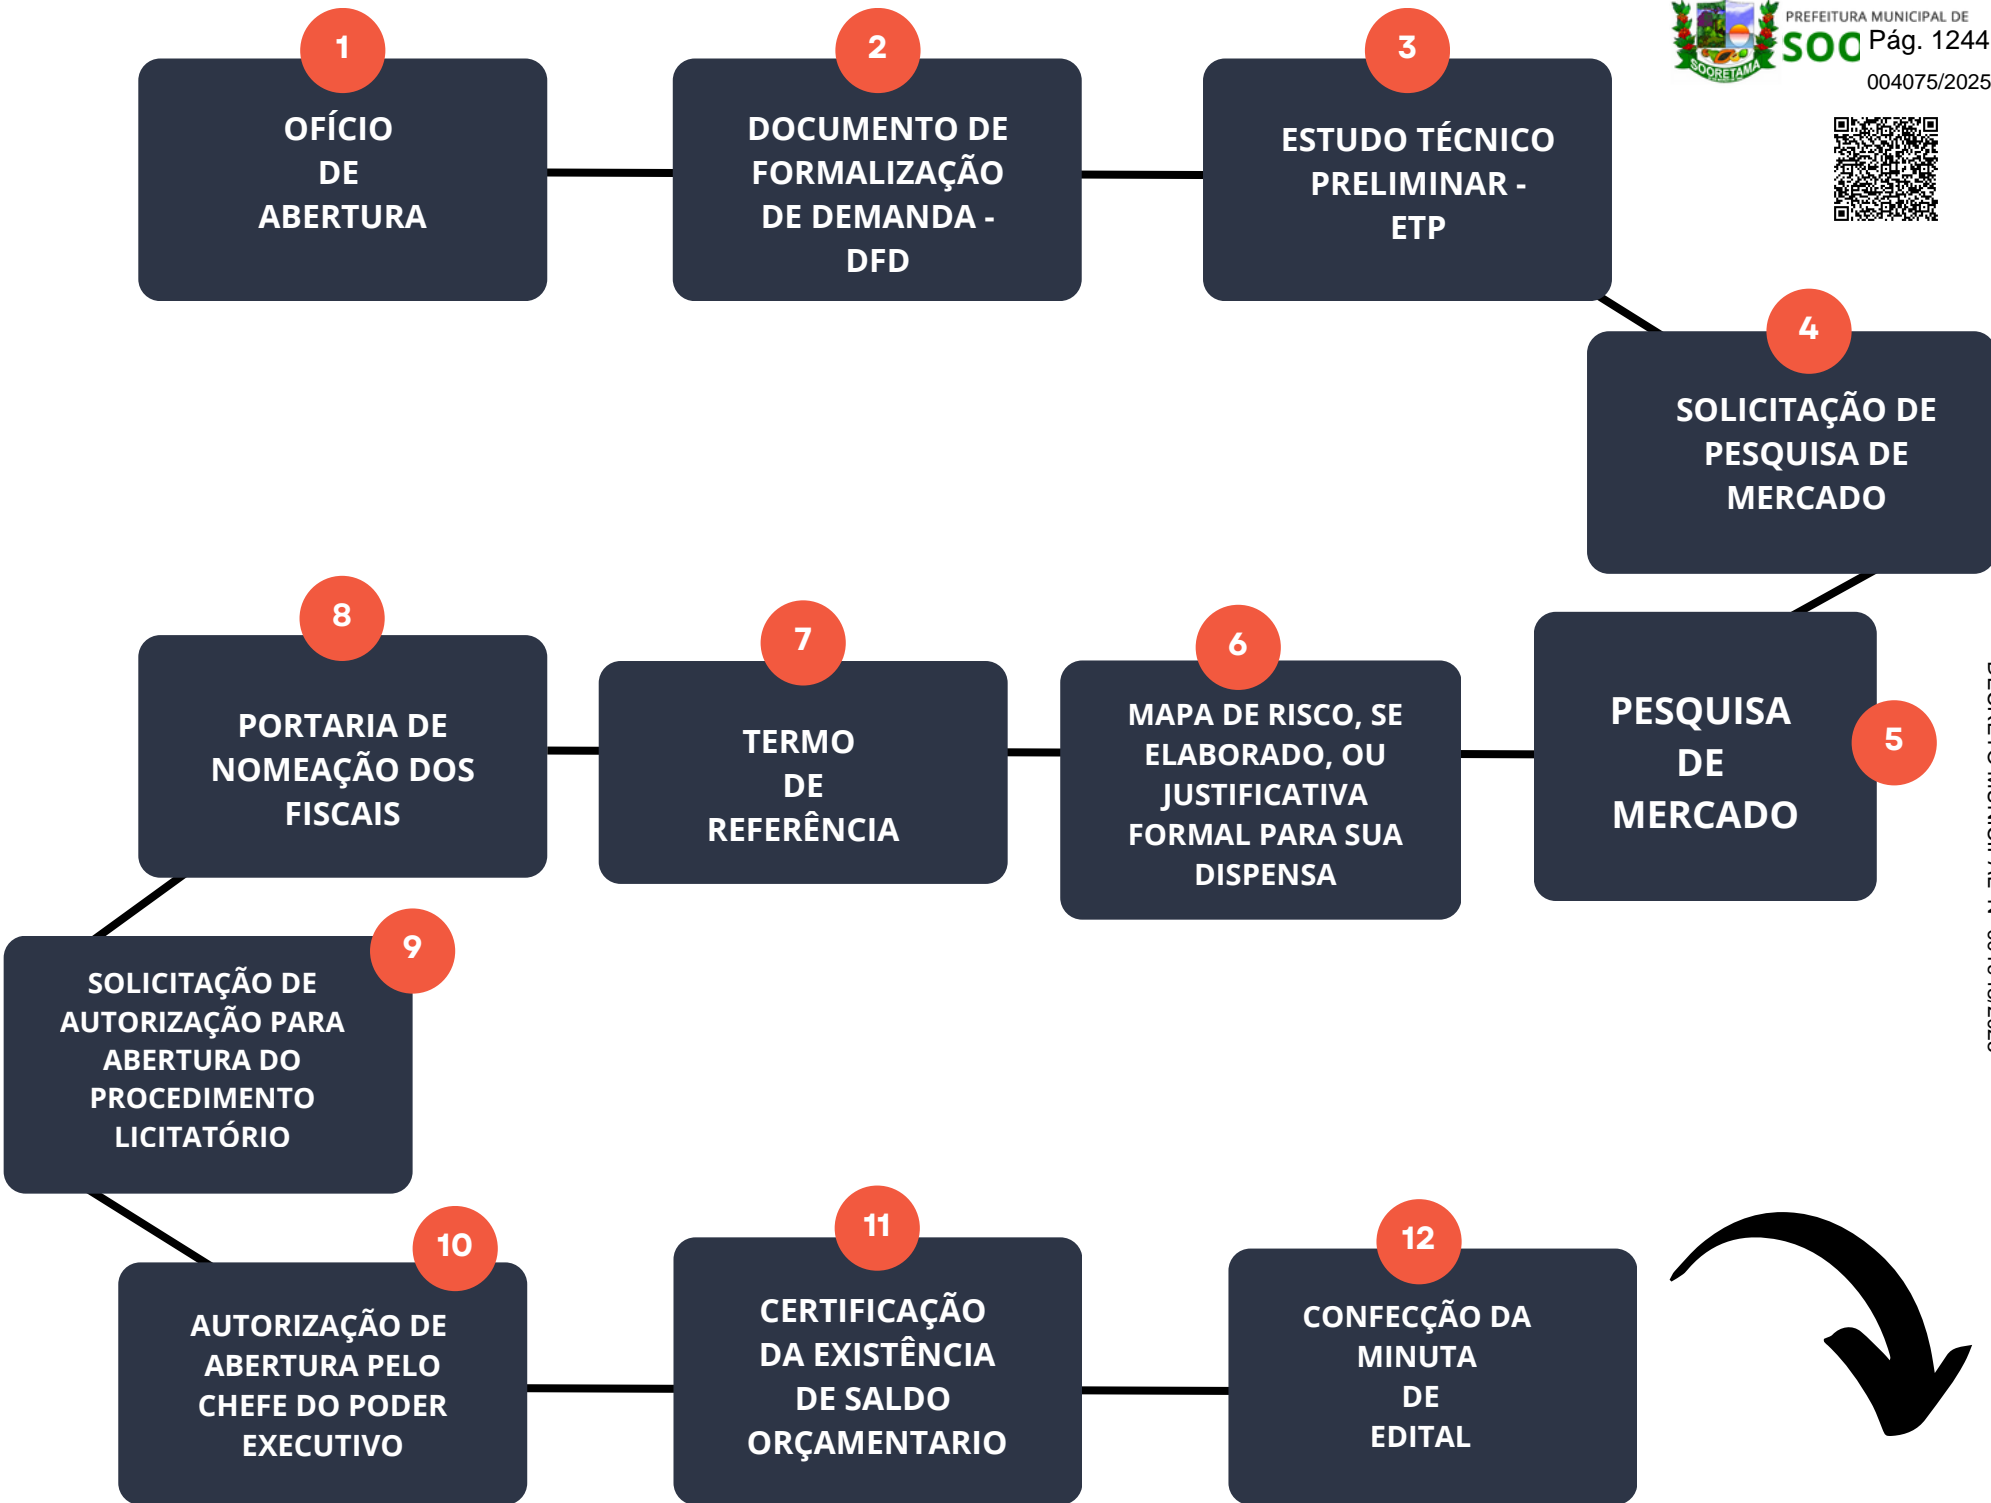 PREFEITURA MUNICIPAL DE
SOO
Pág. 1244
004075/2025
SOORETAMA
1
OFÍCIO
DE
ABERTURA
2
DOCUMENTO DE
FORMALIZAÇÃO
DE DEMANDA -
DFD
3
ESTUDO TÉCNICO
PRELIMINAR -
ETP
4
SOLICITAÇÃO DE
PESQUISA DE
MERCADO
5
PESQUISA
DE
MERCADO
6
MAPA DE RISCO, SE
ELABORADO, OU
JUSTIFICATIVA
FORMAL PARA SUA
DISPENSA
7
TERMO
DE
REFERÊNCIA
8
PORTARIA DE
NOMEAÇÃO DOS
FISCAIS
9
SOLICITAÇÃO DE
AUTORIZAÇÃO PARA
ABERTURA DO
PROCEDIMENTO
LICITATÓRIO
10
AUTORIZAÇÃO DE
ABERTURA PELO
CHEFE DO PODER
EXECUTIVO
11
CERTIFICAÇÃO
DA EXISTÊNCIA
DE SALDO
ORÇAMENTARIO
12
CONFECÇÃO DA
MINUTA
DE
EDITAL